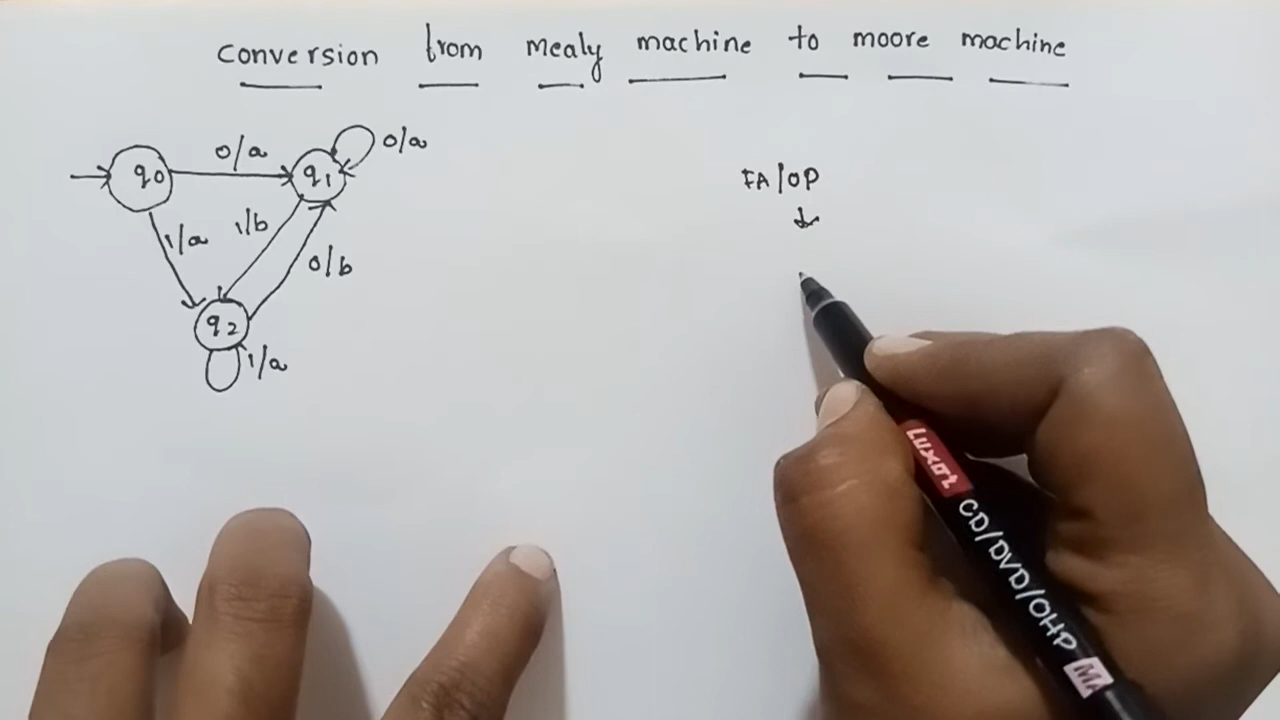 conversion from mealy machine to moore machine
0/a
0/a
q0
q1
FA/OP
1/a
1/b
0/b
q2
1/a
Luxor
CD/DVD/OHP